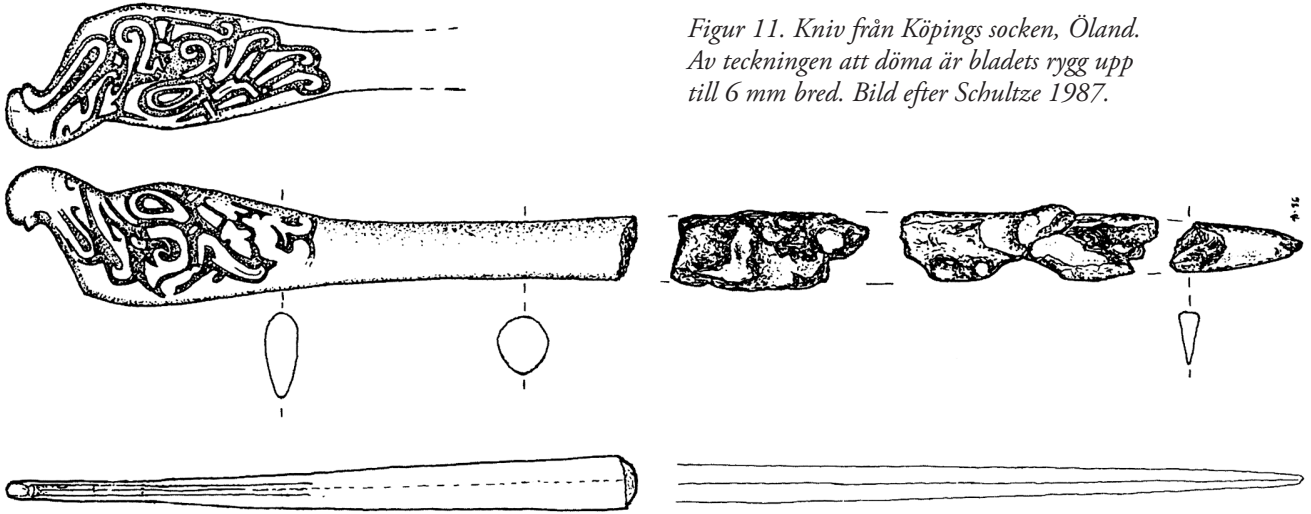 Figur 11. Kniv från Köpings socken, Öland.
Av teckningen att döma är bladets rygg upp
till 6 mm bred. Bild efter Schultze 1987.